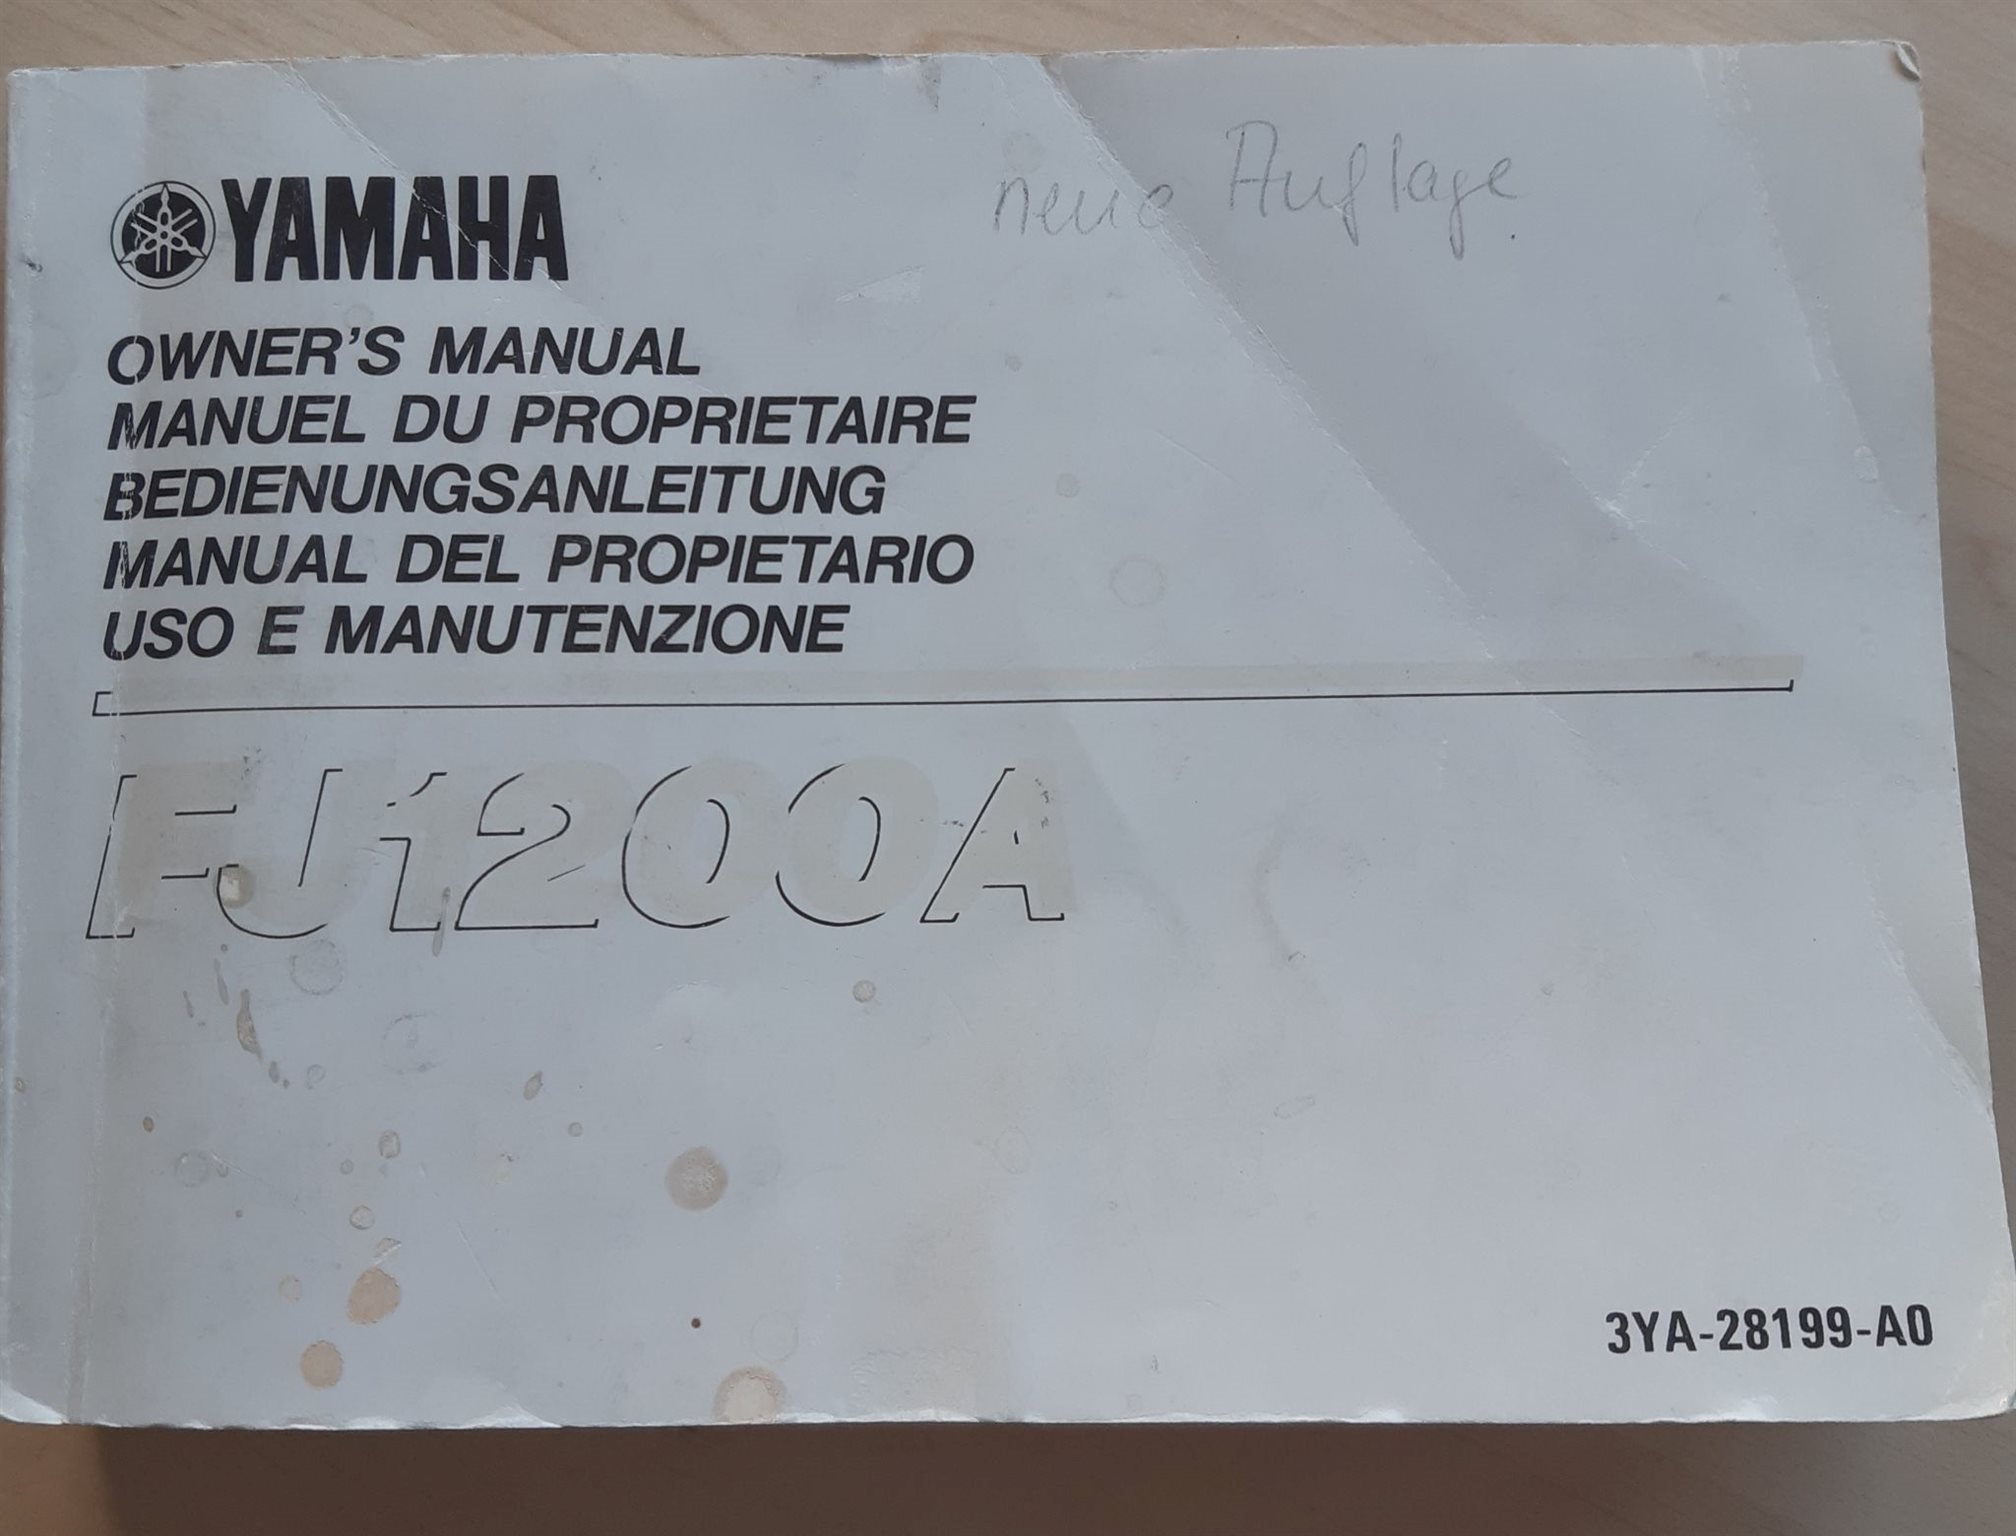 neue Auflage
YAMAHA
OWNER'S MANUAL
MANUEL DU PROPRIETAIRE
BEDIENUNGSANLEITUNG
MANUAL DEL PROPIETARIO
USO E MANUTENZIONE
FJ1200A
3YA-28199-A0